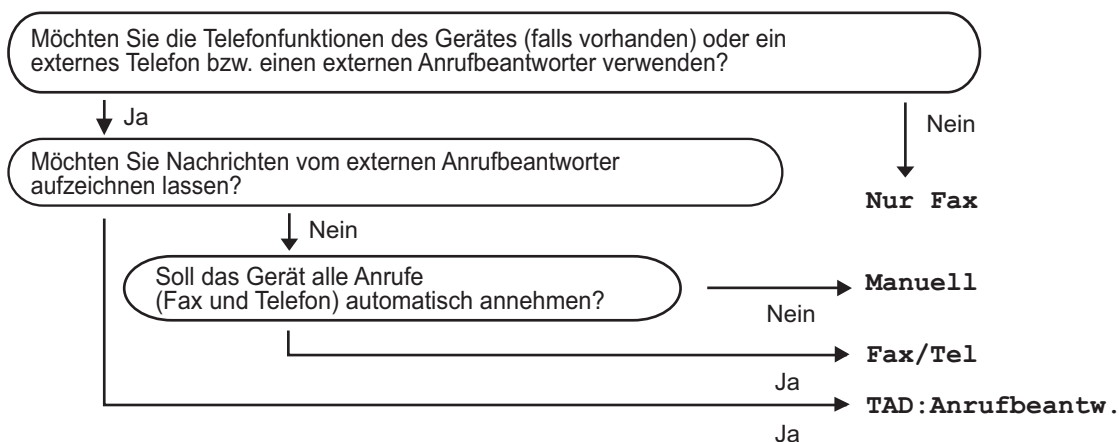 Möchten Sie die Telefonfunktionen des Gerätes (falls vorhanden) oder ein
externes Telefon bzw. einen externen Anrufbeantworter verwenden?
Ja
Nein
Möchten Sie Nachrichten vom externen Anrufbeantworter
aufzeichnen lassen?
Nur Fax
Nein
Soll das Gerät alle Anrufe
(Fax und Telefon) automatisch annehmen?
Manuell
Nein
Fax/Tel
Ja
TAD:Anrufbeantw.
Ja